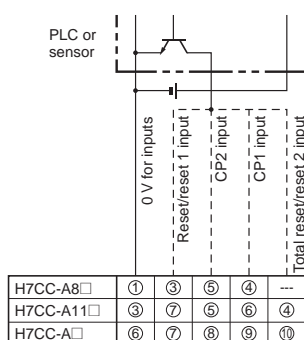 PLC or
sensor
0 V for inputs
Reset/reset 1 input
CP2 input
CP1 input
Total reset/reset 2 input
H7CC-A8□ ① ③ ⑤ ④ ---
H7CC-A11□ ③ ⑦ ⑤ ⑥ ④
H7CC-A□ ⑥ ⑦ ⑧ ⑨ ⑩